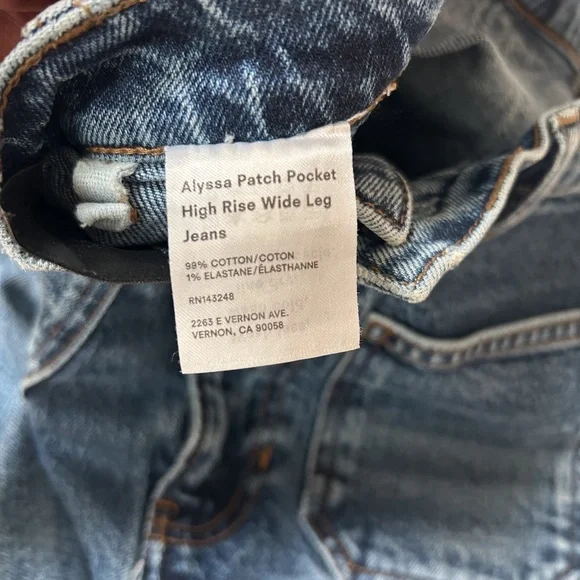 Alyssa Patch Pocket
High Rise Wide Leg
Jeans
99% COTTON/COTON
1% ELASTANE/ÉLASTHANNE
RN143248
2263 E VERNON AVE.
VERNON, CA 90058